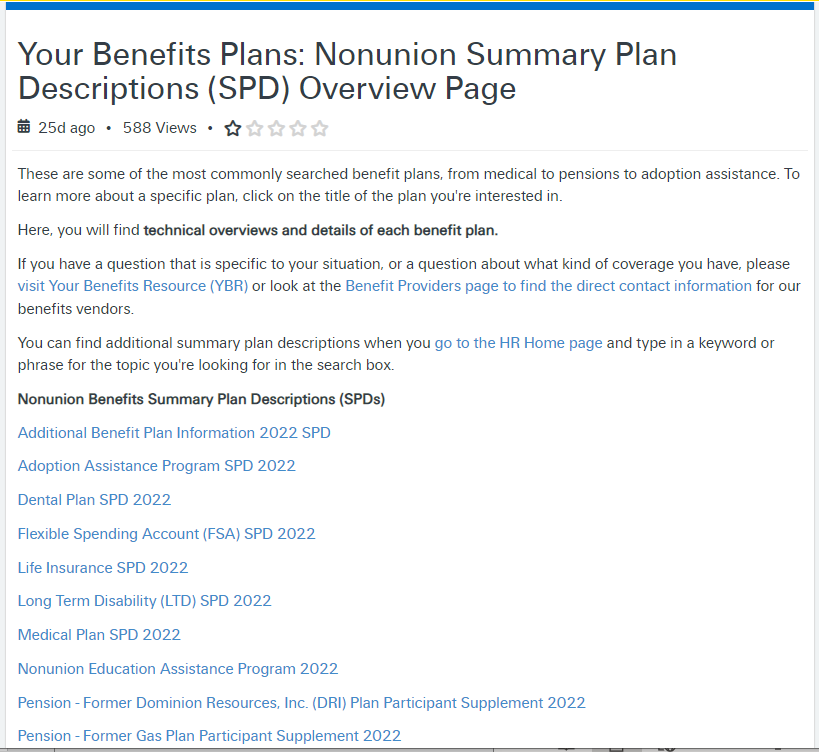 Your Benefits Plans: Nonunion Summary Plan
Descriptions (SPD) Overview Page
25d ago • 588 Views •
These are some of the most commonly searched benefit plans, from medical to pensions to adoption assistance. To
learn more about a specific plan, click on the title of the plan you're interested in.
Here, you will find technical overviews and details of each benefit plan.
If you have a question that is specific to your situation, or a question about what kind of coverage you have, please
visit Your Benefits Resource (YBR) or look at the Benefit Providers page to find the direct contact information for our
benefits vendors.
You can find additional summary plan descriptions when you go to the HR Home page and type in a keyword or
phrase for the topic you're looking for in the search box.
Nonunion Benefits Summary Plan Descriptions (SPDs)
Additional Benefit Plan Information 2022 SPD
Adoption Assistance Program SPD 2022
Dental Plan SPD 2022
Flexible Spending Account (FSA) SPD 2022
Life Insurance SPD 2022
Long Term Disability (LTD) SPD 2022
Medical Plan SPD 2022
Nonunion Education Assistance Program 2022
Pension - Former Dominion Resources, Inc. (DRI) Plan Participant Supplement 2022
Pension - Former Gas Plan Participant Supplement 2022